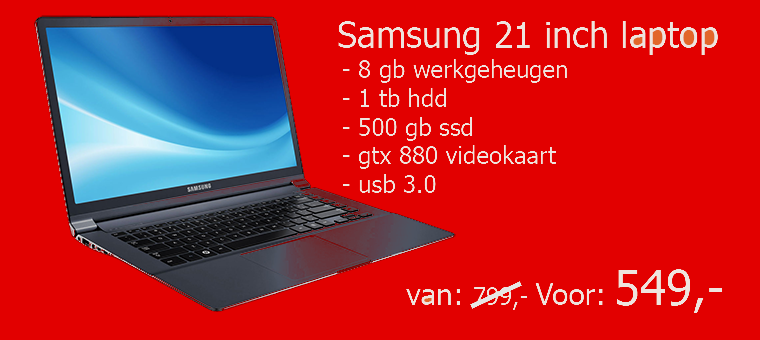 Samsung 21 inch laptop
- 8 gb werkgeheugen
- 1 tb hdd
- 500 gb ssd
- gtx 880 videokaart
- usb 3.0
SAMSUNG
van: 799,- Voor: 549,-